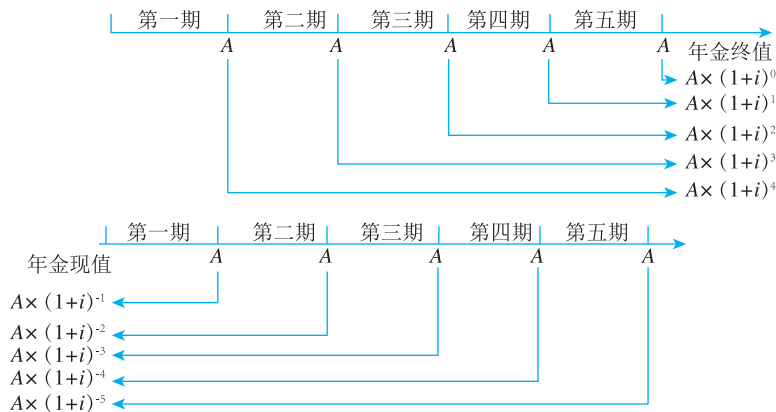 第一期 第二期 第三期 第四期 第五期
A A A A A
年金终值
A×（1+i）⁰
A×（1+i）¹
A×（1+i）²
A×（1+i）³
A×（1+i）⁴
第一期 第二期 第三期 第四期 第五期
A A A A A
年金现值
A×（1+i）⁻¹
A×（1+i）⁻²
A×（1+i）⁻³
A×（1+i）⁻⁴
A×（1+i）⁻⁵